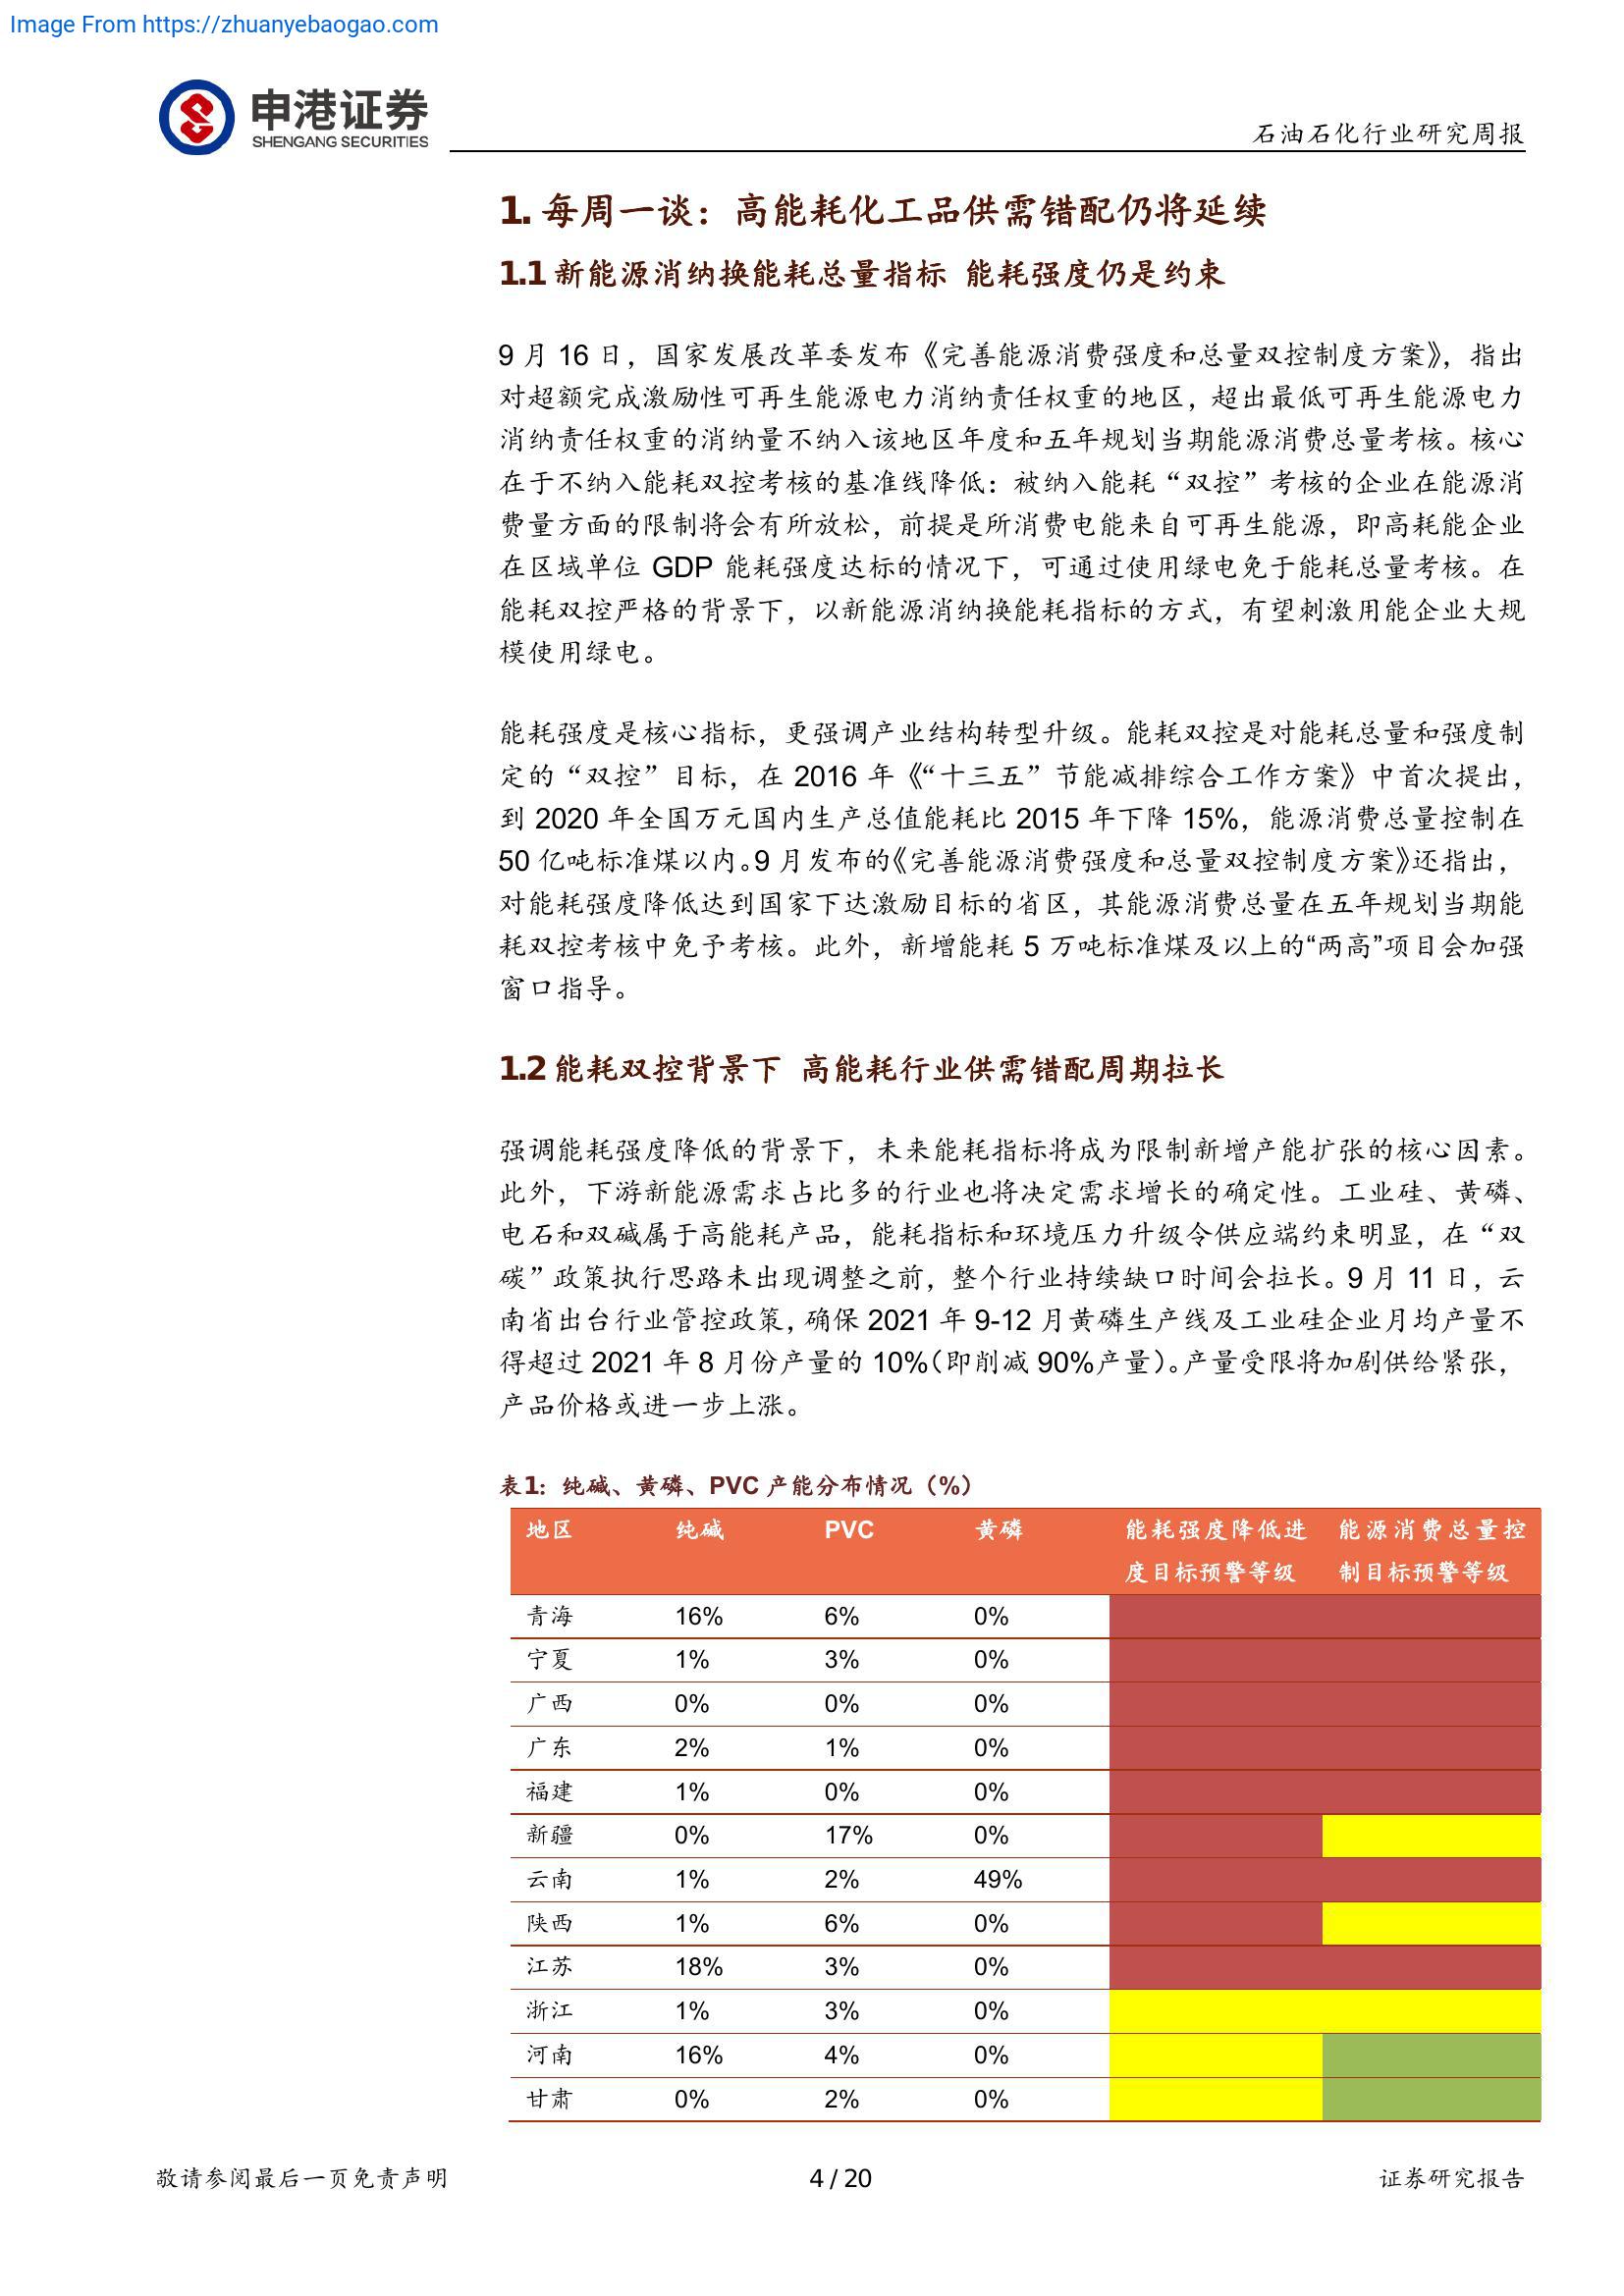 Image From https://zhuanyebaogao.com
申港证券
SHENGANG SECURITIES
石油石化行业研究周报
1. 每周一谈：高能耗化工品供需错配仍将延续
1.1 新能源消纳换能耗总量指标 能耗强度仍是约束
9 月 16 日，国家发展改革委发布《完善能源消费强度和总量双控制度方案》，指出
对超额完成激励性可再生能源电力消纳责任权重的地区，超出最低可再生能源电力
消纳责任权重的消纳量不纳入该地区年度和五年规划当期能源消费总量考核。核心
在于不纳入能耗双控考核的基准线降低：被纳入能耗“双控”考核的企业在能源消
费量方面的限制将会有所放松，前提是所消费电能来自可再生能源，即高耗能企业
在区域单位 GDP 能耗强度达标的情况下，可通过使用绿电免于能耗总量考核。在
能耗双控严格的背景下，以新能源消纳换能耗指标的方式，有望刺激用能企业大规
模使用绿电。
能耗强度是核心指标，更强调产业结构转型升级。能耗双控是对能耗总量和强度制
定的“双控”目标，在 2016 年《“十三五”节能减排综合工作方案》中首次提出，
到 2020 年全国万元国内生产总值能耗比 2015 年下降 15%，能源消费总量控制在
50 亿吨标准煤以内。9 月发布的《完善能源消费强度和总量双控制度方案》还指出，
对能耗强度降低达到国家下达激励目标的省区，其能源消费总量在五年规划当期能
耗双控考核中免予考核。此外，新增能耗 5 万吨标准煤及以上的“两高”项目会加强
窗口指导。
1.2 能耗双控背景下 高能耗行业供需错配周期拉长
强调能耗强度降低的背景下，未来能耗指标将成为限制新增产能扩张的核心因素。
此外，下游新能源需求占比多的行业也将决定需求增长的确定性。工业硅、黄磷、
电石和双碱属于高能耗产品，能耗指标和环境压力升级令供应端约束明显，在“双
碳”政策执行思路未出现调整之前，整个行业持续缺口时间会拉长。9 月 11 日，云
南省出台行业管控政策，确保 2021 年 9-12 月黄磷生产线及工业硅企业月均产量不
得超过 2021 年 8 月份产量的 10%（即削减 90%产量）。产量受限将加剧供给紧张，
产品价格或进一步上涨。
表1：纯碱、黄磷、PVC 产能分布情况（%）
地区 纯碱 PVC 黄磷 能耗强度降低进 能源消费总量控
度目标预警等级 制目标预警等级
青海 16% 6% 0%
宁夏 1% 3% 0%
广西 0% 0% 0%
广东 2% 1% 0%
福建 1% 0% 0%
新疆 0% 17% 0%
云南 1% 2% 49%
陕西 1% 6% 0%
江苏 18% 3% 0%
浙江 1% 3% 0%
河南 16% 4% 0%
甘肃 0% 2% 0%
敬请参阅最后一页免责声明 4 / 20 证券研究报告